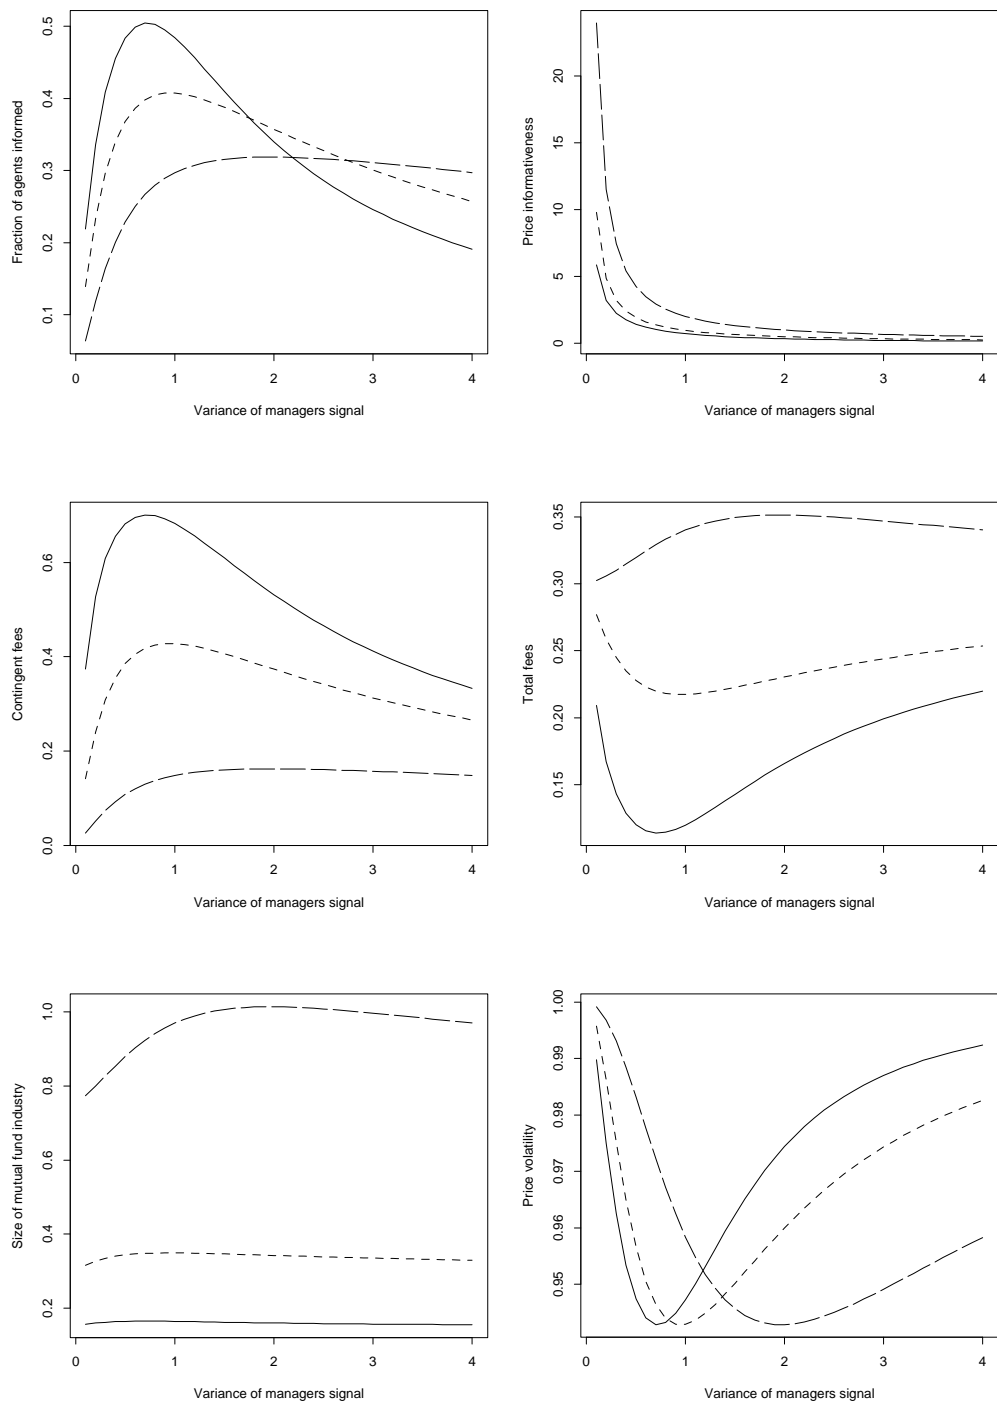 Fraction of agents informed
0.1 0.2 0.3 0.4 0.5
0 1 2 3 4
Variance of managers signal
Price informativeness
0 5 10 15 20
0 1 2 3 4
Variance of managers signal
Contingent fees
0.0 0.2 0.4 0.6
0 1 2 3 4
Variance of managers signal
Total fees
0.15 0.20 0.25 0.30 0.35
0 1 2 3 4
Variance of managers signal
Size of mutual fund industry
0.2 0.4 0.6 0.8 1.0
0 1 2 3 4
Variance of managers signal
Price volatility
0.95 0.96 0.97 0.98 0.99 1.00
0 1 2 3 4
Variance of managers signal